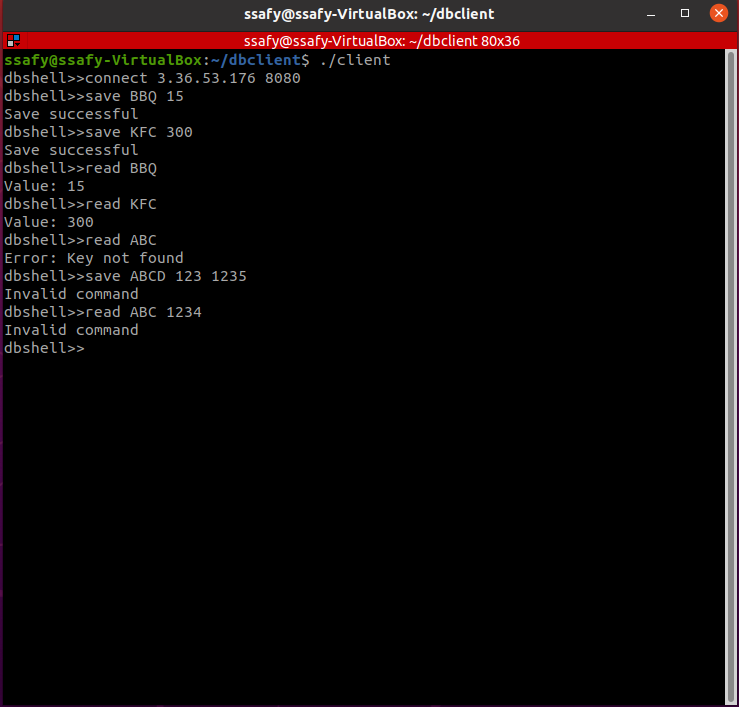 ssafy@ssafy-VirtualBox: ~/dbclient
ssafy@ssafy-VirtualBox: ~/dbclient 80x36
ssafy@ssafy-VirtualBox:~/dbclient$ ./client
dbshell>>connect 3.36.53.176 8080
dbshell>>save BBQ 15
Save successful
dbshell>>save KFC 300
Save successful
dbshell>>read BBQ
Value: 15
dbshell>>read KFC
Value: 300
dbshell>>read ABC
Error: Key not found
dbshell>>save ABCD 123 1235
Invalid command
dbshell>>read ABC 1234
Invalid command
dbshell>>